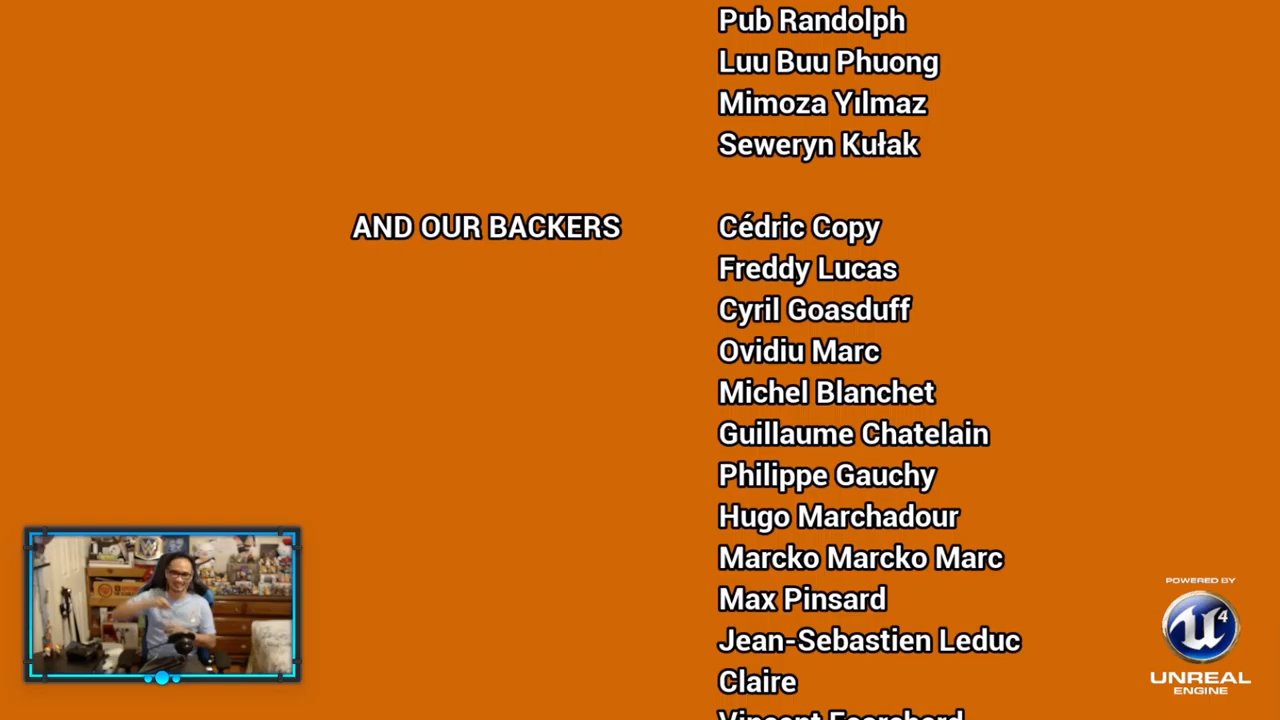 Pub Randolph
Luu Buu Phuong
Mimoza Yılmaz
Seweryn Kułak
AND OUR BACKERS
Cédric Copy
Freddy Lucas
Cyril Goasduff
Ovidiu Marc
Michel Blanchet
Guillaume Chatelain
Philippe Gauchy
Hugo Marchadour
Marcko Marcko Marc
Max Pinsard
Jean-Sebastien Leduc
Claire
Vincent
POWERED BY
4
UNREAL
ENGINE